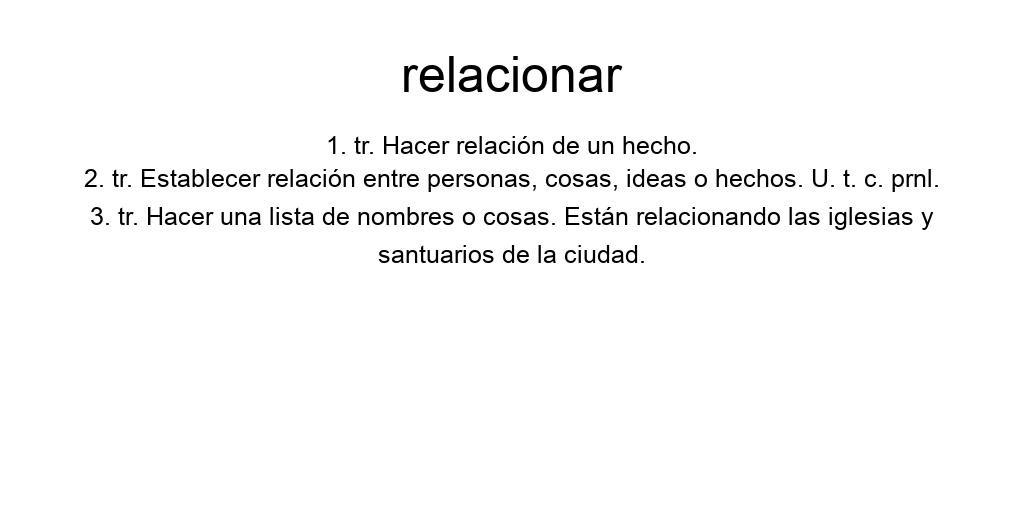 relacionar
1. tr. Hacer relación de un hecho.
2. tr. Establecer relación entre personas, cosas, ideas o hechos. U. t. c. prnl.
3. tr. Hacer una lista de nombres o cosas. Están relacionando las iglesias y
santuarios de la ciudad.